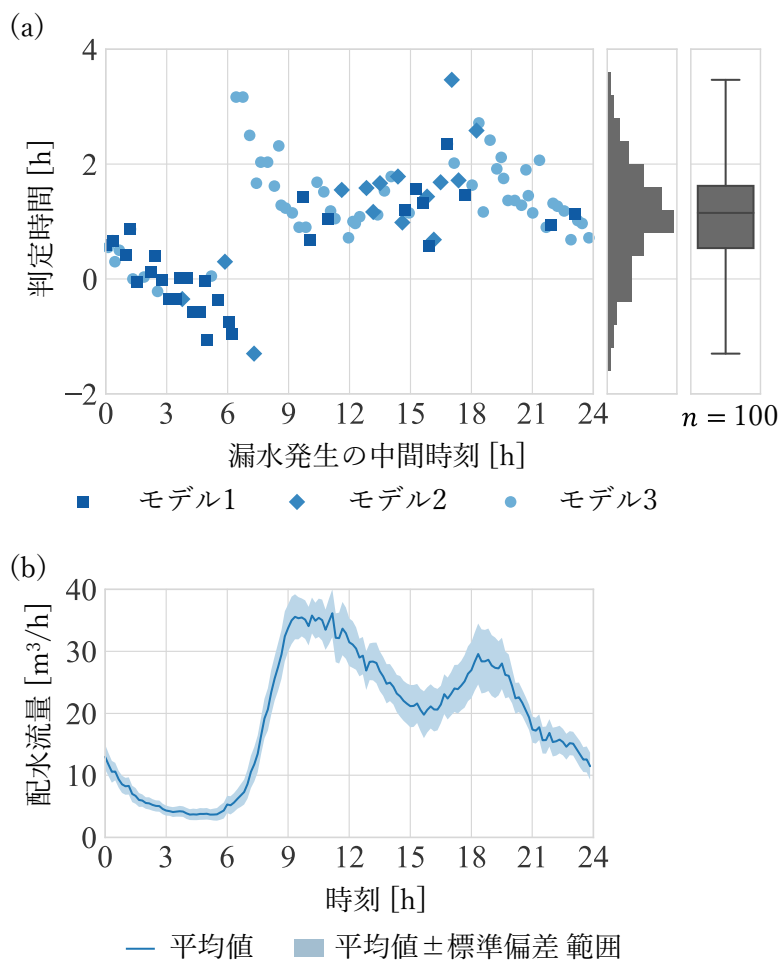 (a)
判定時間 [h]
4
2
0
−2
0 3 6 9 12 15 18 21 24
n = 100
漏水発生の中間時刻 [h]
モデル1 モデル2 モデル3
(b)
配水流量 [m³/h]
40
30
20
10
0
0 3 6 9 12 15 18 21 24
時刻 [h]
平均値 平均値±標準偏差 範囲